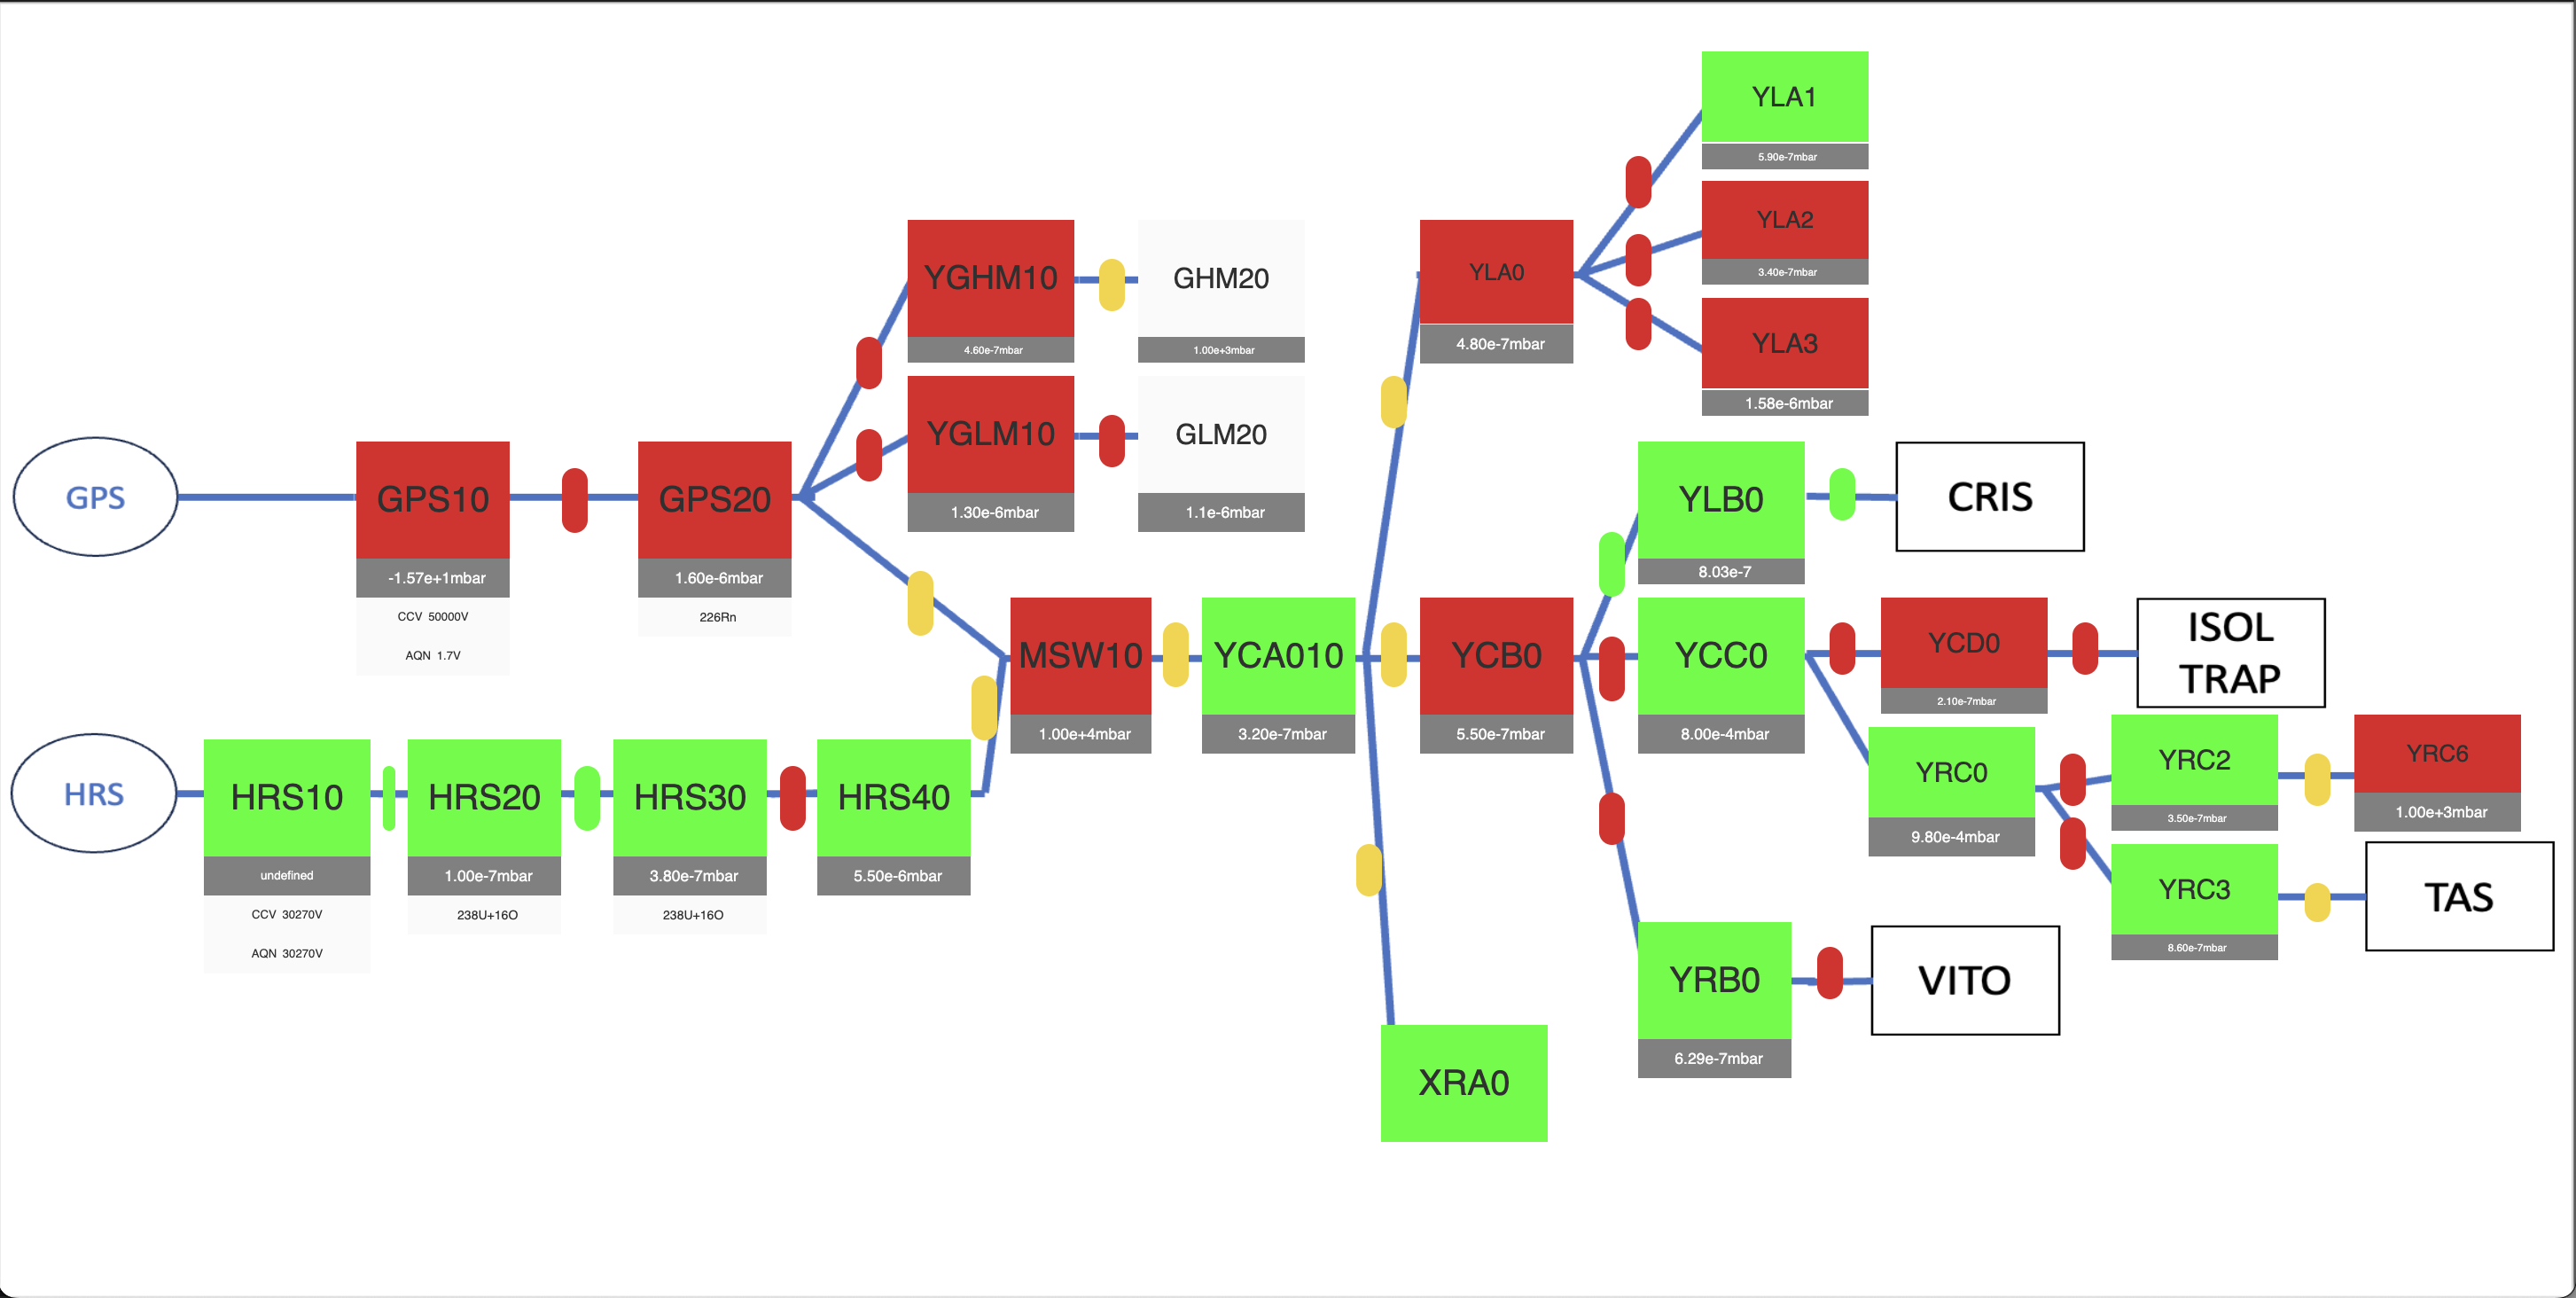 GPS
GPS10
-1.57e+1mbar
CCV 50000V
AQN 1.7V
GPS20
1.60e-6mbar
226Rn
YGHM10
4.60e-7mbar
GHM20
1.00e+3mbar
YGLM10
1.30e-6mbar
GLM20
1.1e-6mbar
HRS
HRS10
undefined
CCV 30270V
AQN 30270V
HRS20
1.00e-7mbar
238U+16O
HRS30
3.80e-7mbar
238U+16O
HRS40
5.50e-6mbar
MSW10
1.00e+4mbar
YCA010
3.20e-7mbar
YLA0
4.80e-7mbar
YLA1
5.90e-7mbar
YLA2
3.40e-7mbar
YLA3
1.58e-6mbar
YCB0
5.50e-7mbar
YLB0
8.03e-7
CRIS
YCC0
8.00e-4mbar
YCD0
2.10e-7mbar
ISOL
TRAP
YRC0
9.80e-4mbar
YRC2
3.50e-7mbar
YRC6
1.00e+3mbar
YRC3
8.60e-7mbar
TAS
YRB0
6.29e-7mbar
VITO
XRA0